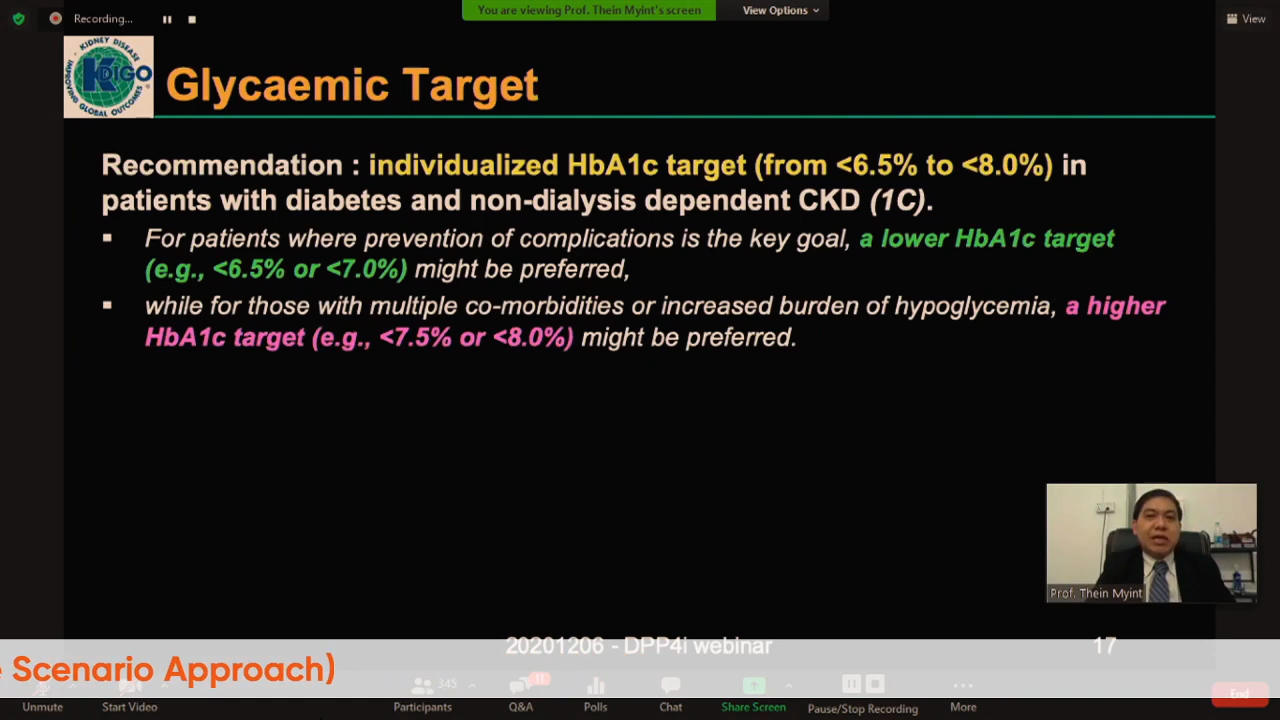 Recording...
You are viewing Prof. Thein Myint's screen
View Options
View
KIDNEY DISEASE
KDIGO
IMPROVING GLOBAL OUTCOMES
Glycaemic Target
Recommendation : individualized HbA1c target (from <6.5% to <8.0%) in
patients with diabetes and non-dialysis dependent CKD (1C).
▪ For patients where prevention of complications is the key goal, a lower HbA1c target
(e.g., <6.5% or <7.0%) might be preferred,
▪ while for those with multiple co-morbidities or increased burden of hypoglycemia, a higher
HbA1c target (e.g., <7.5% or <8.0%) might be preferred.
Prof. Thein Myint
20201206 - DPP4i webinar
17
Scenario Approach)
345
11
Unmute
Start Video
Participants
Q&A
Polls
Chat
Share Screen
Pause/Stop Recording
More
End